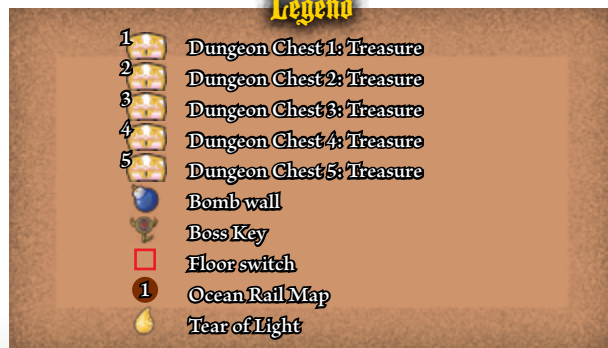 Legend
1 Dungeon Chest 1: Treasure
2 Dungeon Chest 2: Treasure
3 Dungeon Chest 3: Treasure
4 Dungeon Chest 4: Treasure
5 Dungeon Chest 5: Treasure
Bomb wall
Boss Key
Floor switch
1 Ocean Rail Map
Tear of Light